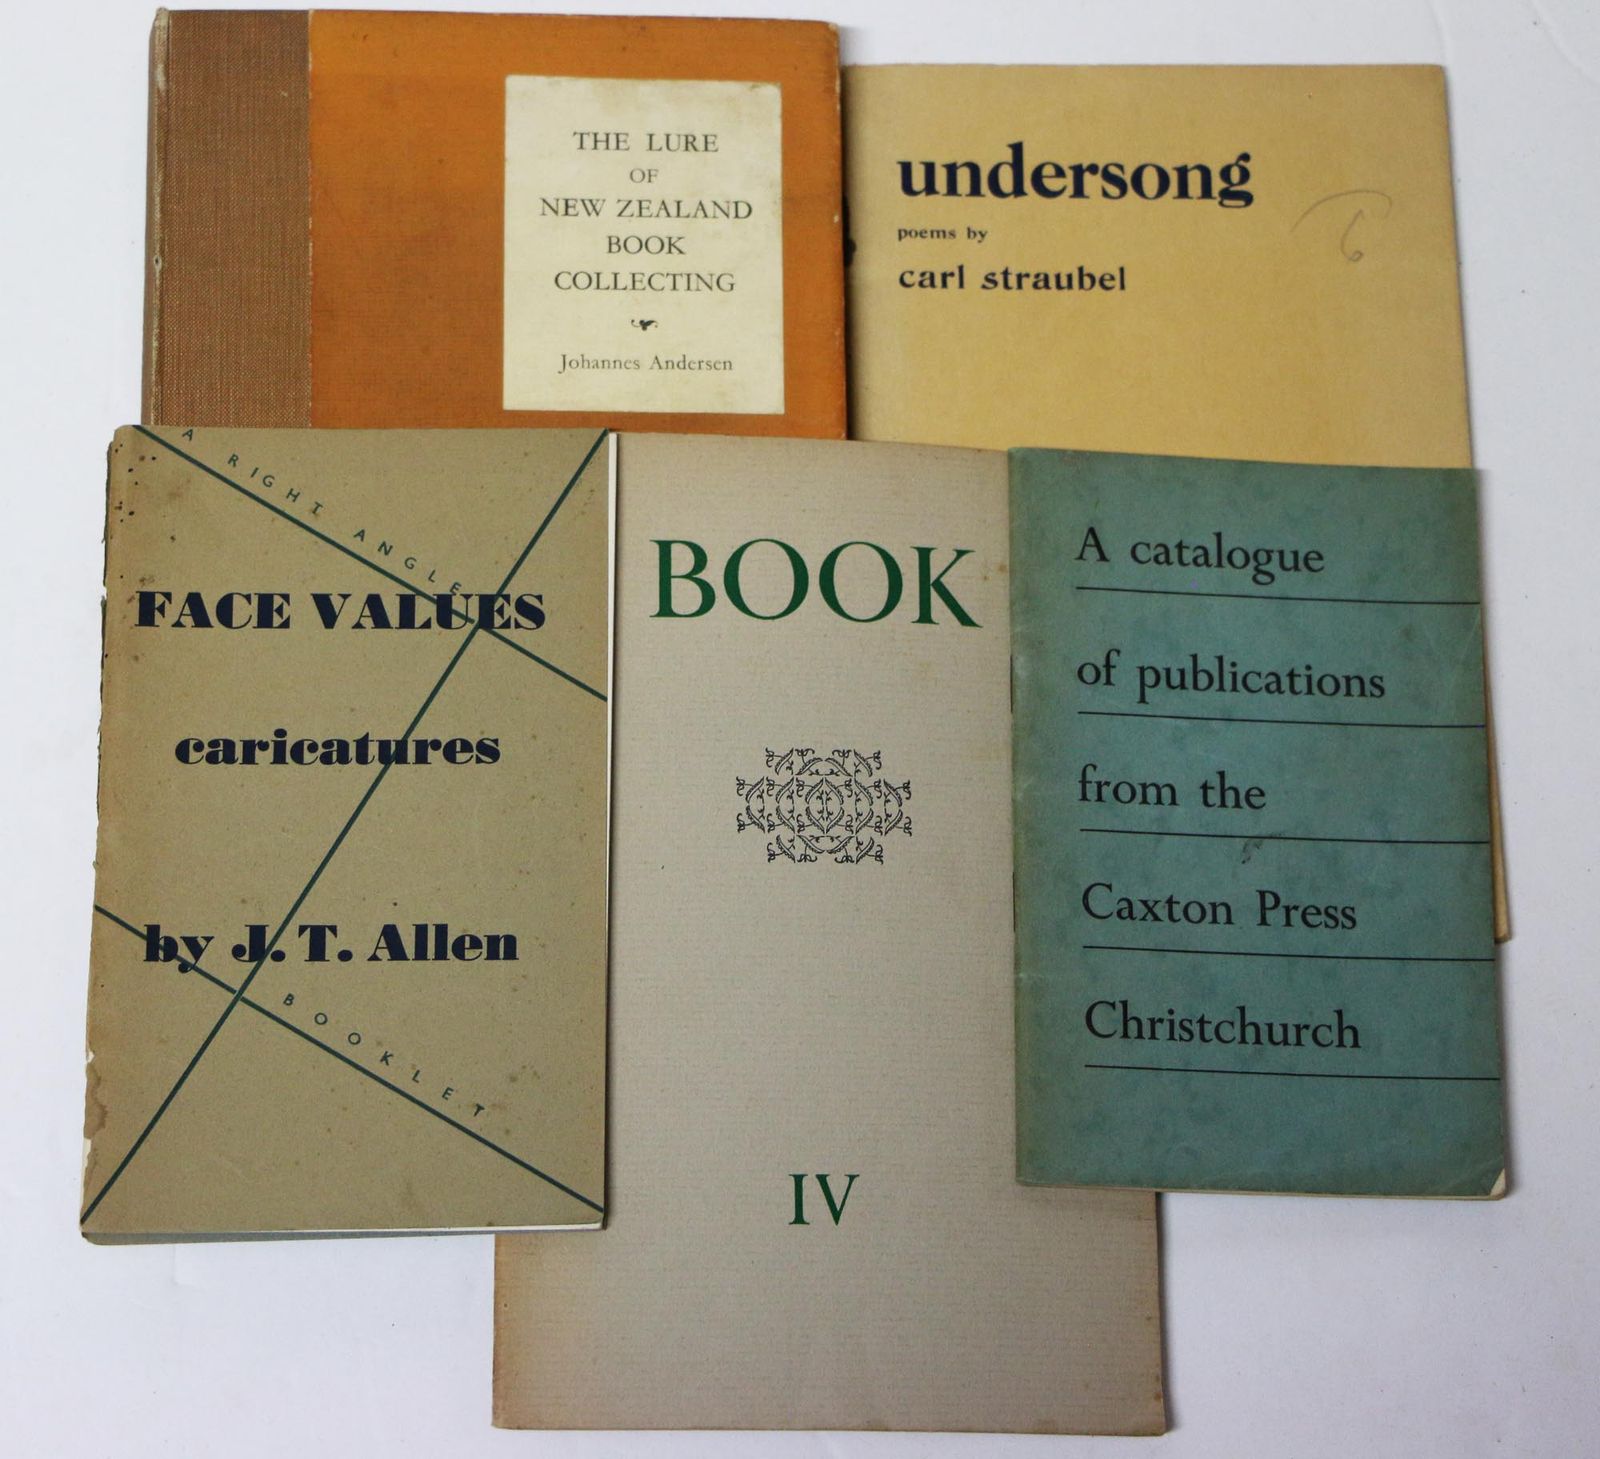 THE LURE
OF
NEW ZEALAND
BOOK
COLLECTING
Johannes Andersen
undersong
poems by
carl straubel
6
A RIGHT ANGLE
FACE VALUES
caricatures
by J. T. Allen
BOOKLET
BOOK
IV
A catalogue
of publications
from the
Caxton Press
Christchurch